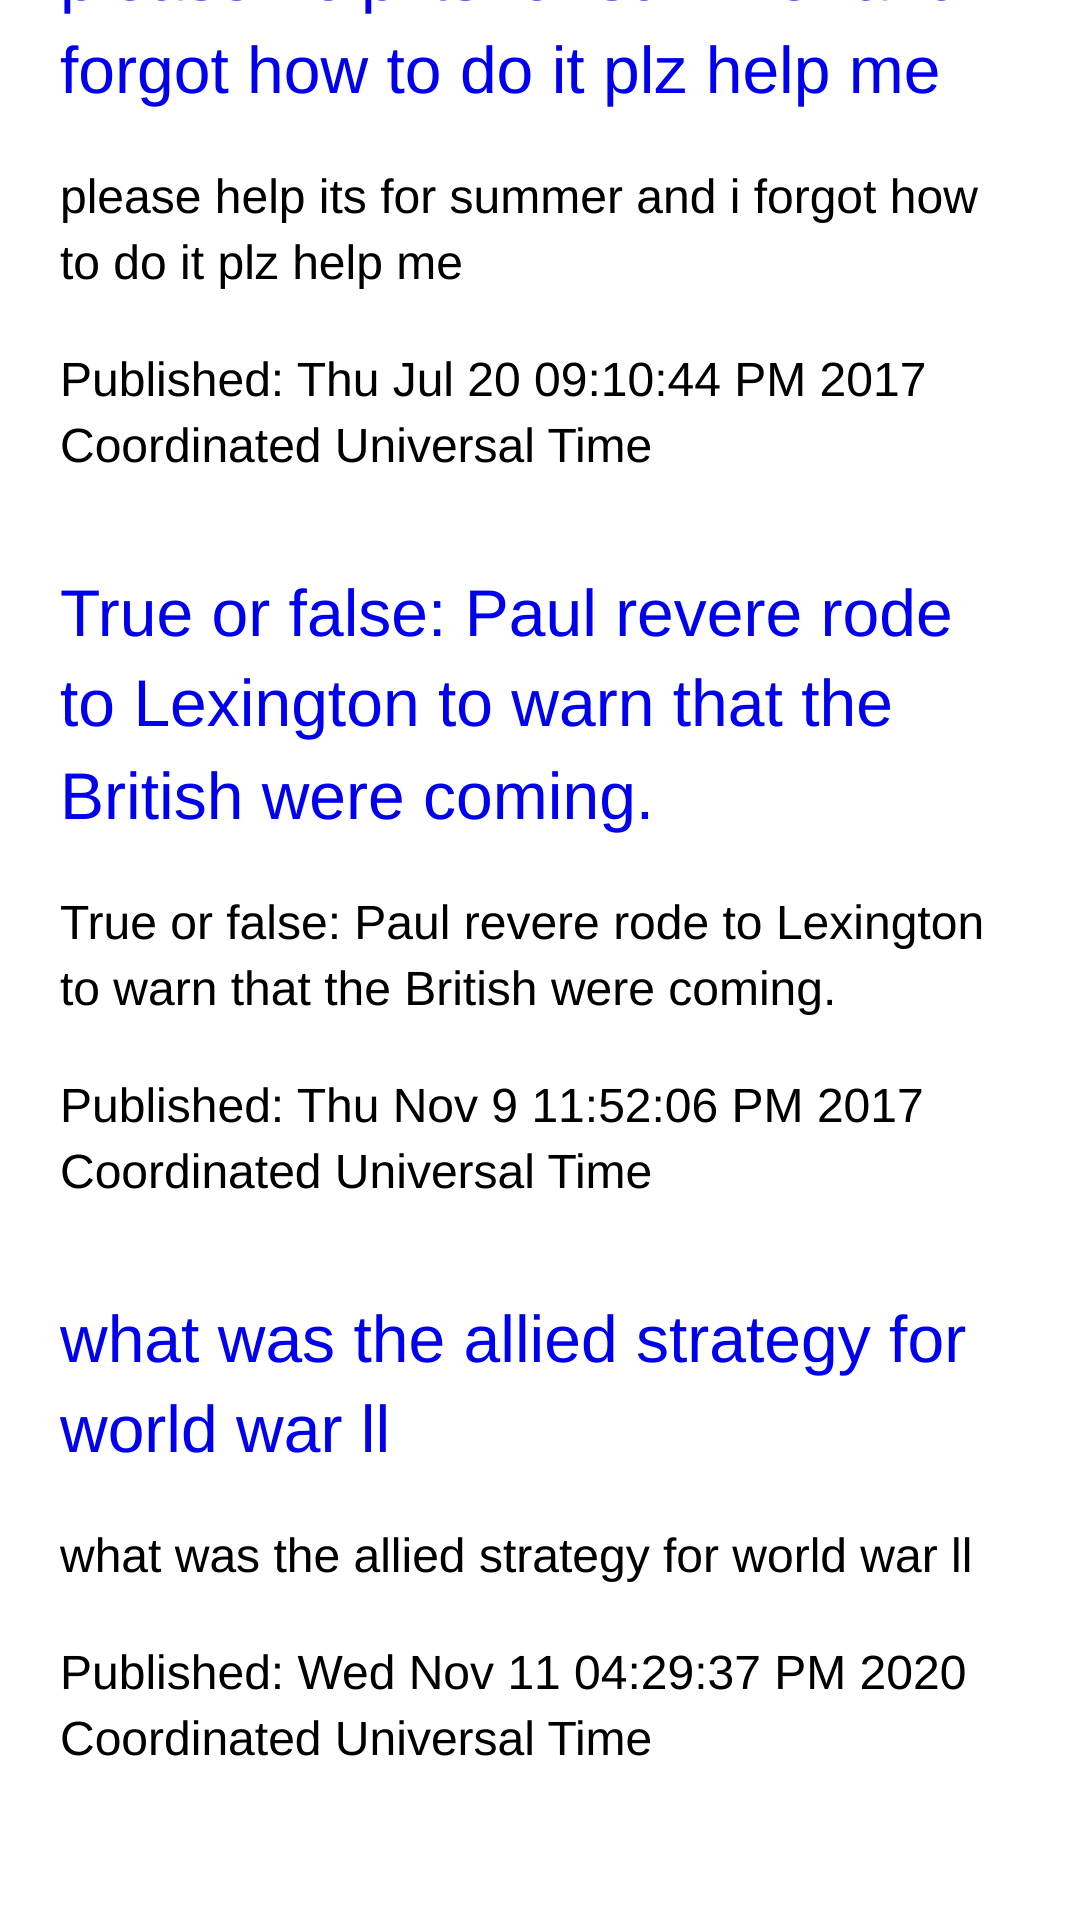 forgot how to do it plz help me
please help its for summer and i forgot how
to do it plz help me
Published: Thu Jul 20 09:10:44 PM 2017
Coordinated Universal Time
True or false: Paul revere rode
to Lexington to warn that the
British were coming.
True or false: Paul revere rode to Lexington
to warn that the British were coming.
Published: Thu Nov 9 11:52:06 PM 2017
Coordinated Universal Time
what was the allied strategy for
world war ll
what was the allied strategy for world war ll
Published: Wed Nov 11 04:29:37 PM 2020
Coordinated Universal Time